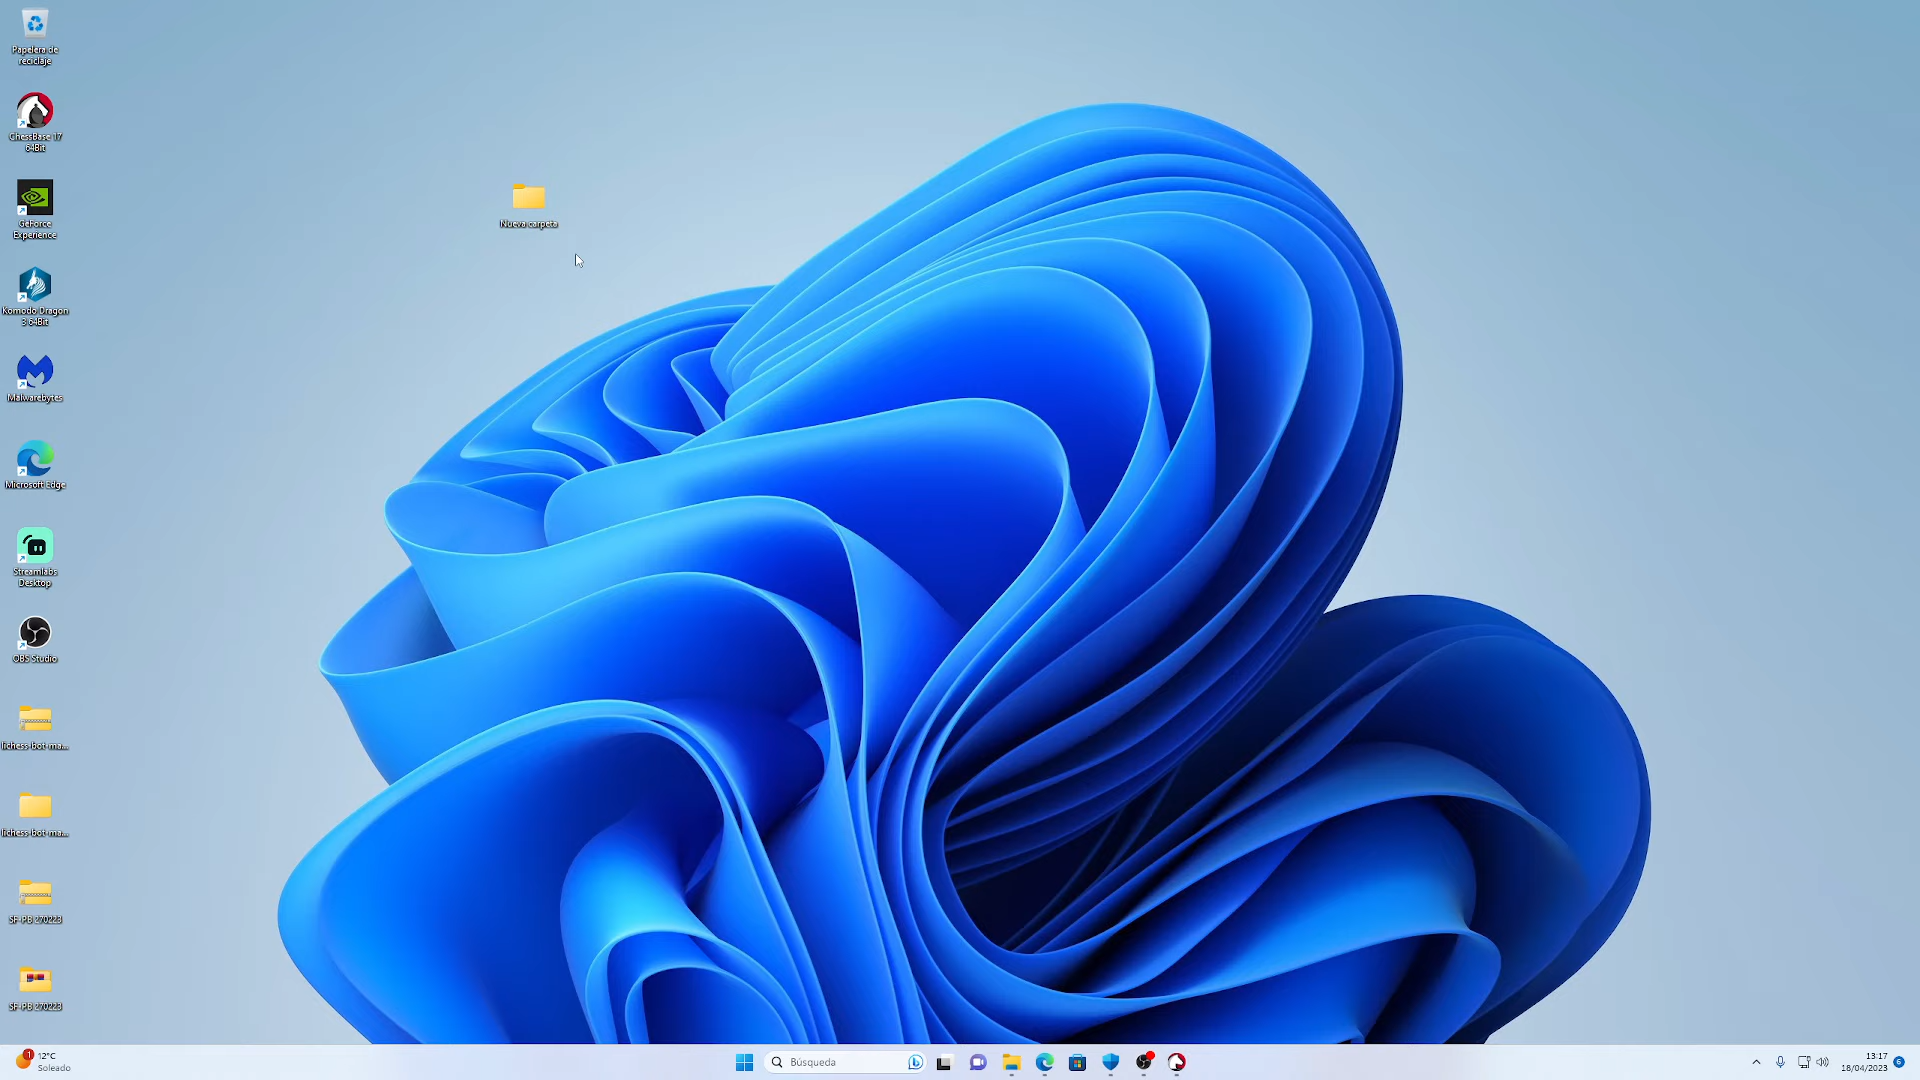 Papelera de
reciclaje
ChessBase 17
64Bit
GeForce
Experience
Komodo Dragon
3 64Bit
Malwarebytes
Microsoft Edge
Streamlabs
Desktop
OBS Studio
lichess-bot-ma...
lichess-bot-ma...
SF-PB 270223
SF-PB 270223
Nueva carpeta
1
12°C
Soleado
Búsqueda
13:17
18/04/2023
6